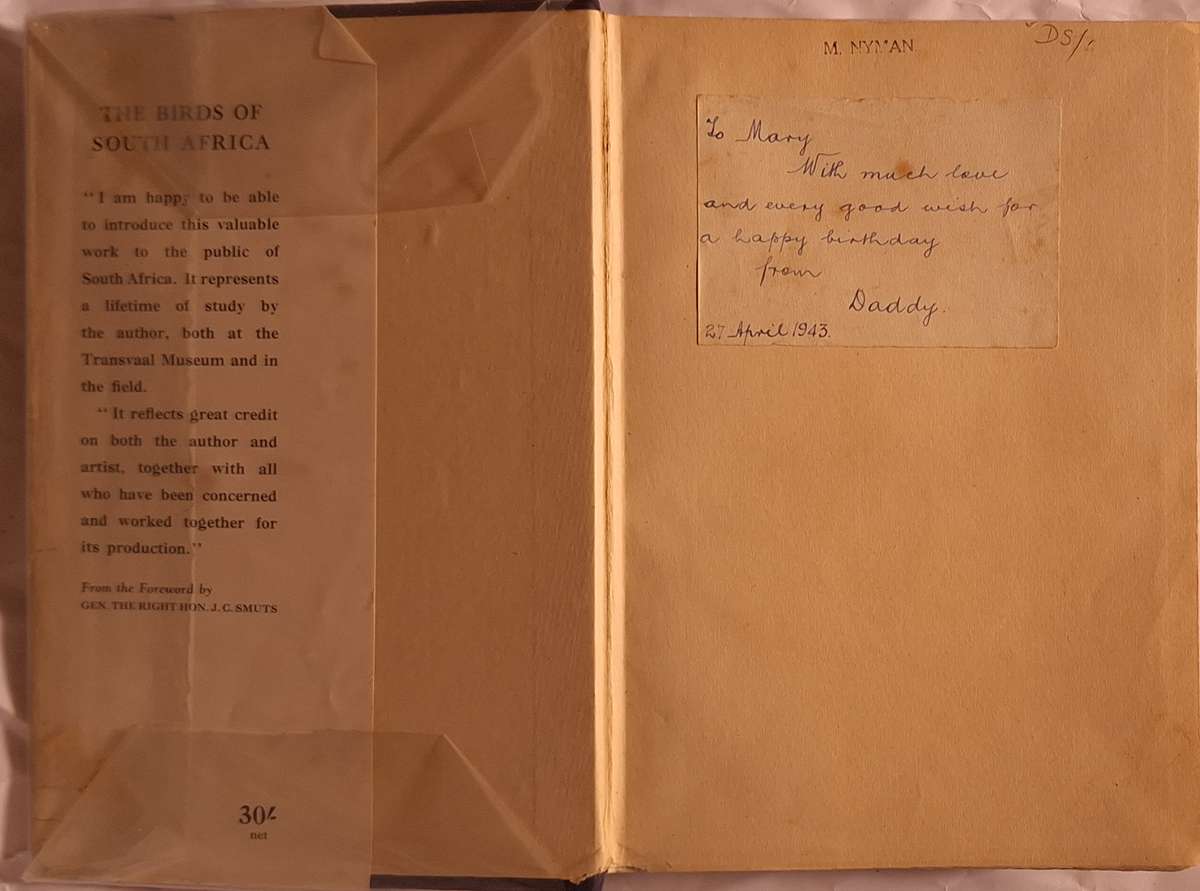 THE BIRDS OF
SOUTH AFRICA
"I am happy to be able
to introduce this valuable
work to the public of
South Africa. It represents
a lifetime of study by
the author, both at the
Transvaal Museum and in
the field.
"It reflects great credit
on both the author and
artist, together with all
who have been concerned
and worked together for
its production."
From the Foreword by
GEN. THE RIGHT HON. J. C. SMUTS
30/-
net
M. NYMAN
To Mary
With much love
and every good wish for
a happy birthday
from
Daddy.
27 April 1943.